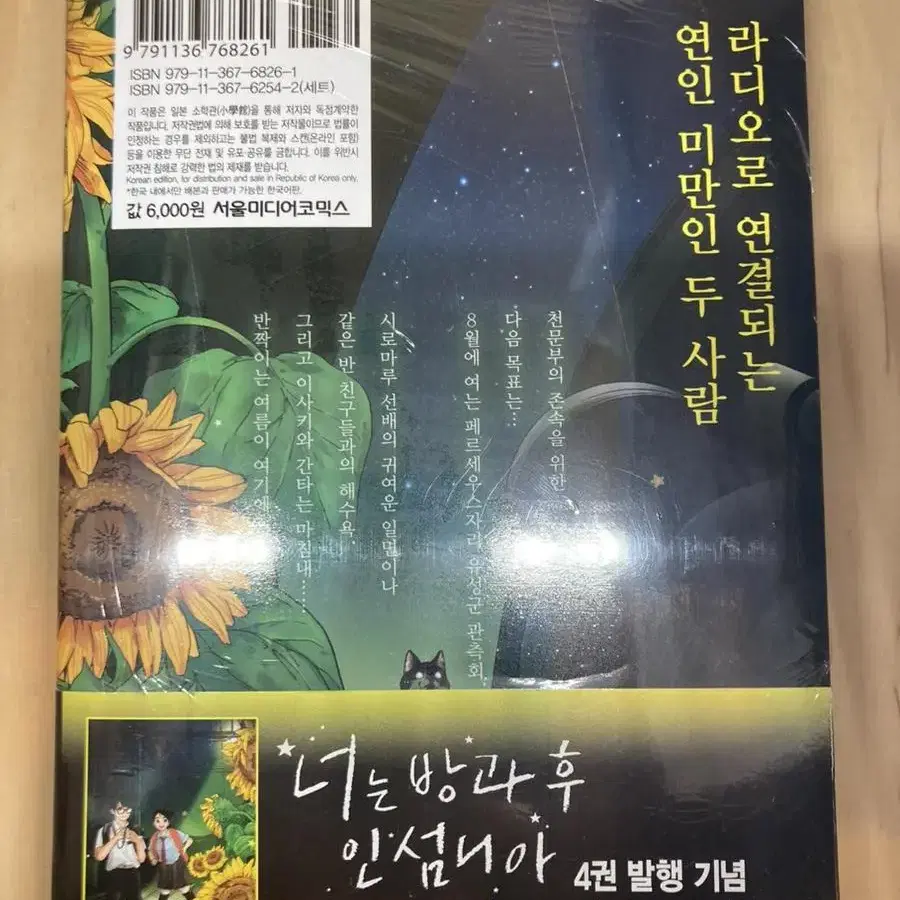 9 791136 768261
ISBN 979-11-367-6826-1
ISBN 979-11-367-6254-2(세트)
이 작품은 일본 소학관(小學館)을 통해 저자와 독점계약한
작품입니다. 저작권법에 의해 보호를 받는 저작물이므로 법률이
인정하는 경우를 제외하고는 불법 복제와 스캔(온라인 포함)
등을 이용한 무단 전재 및 유포·공유를 금합니다. 이를 위반시
저작권 침해로 강력한 법의 제재를 받습니다.
Korean edition, for distribution and sale in Republic of Korea only.
*한국 내에서만 배본과 판매가 가능한 한국어판.
값 6,000원 서울미디어코믹스
라디오로 연결되는
연인 미만인 두 사람
천문부의 존속을 위한
다음 목표는…
8월에 여는 페르세우스자리 유성군 관측회.
시로마루 선배의 귀여운 일면이나
같은 반 친구들과의 해수욕,
그리고 이사키와 간타는 마침내……
반짝이는 여름이 여기에
너는 방과 후
인섬니아
4권 발행 기념